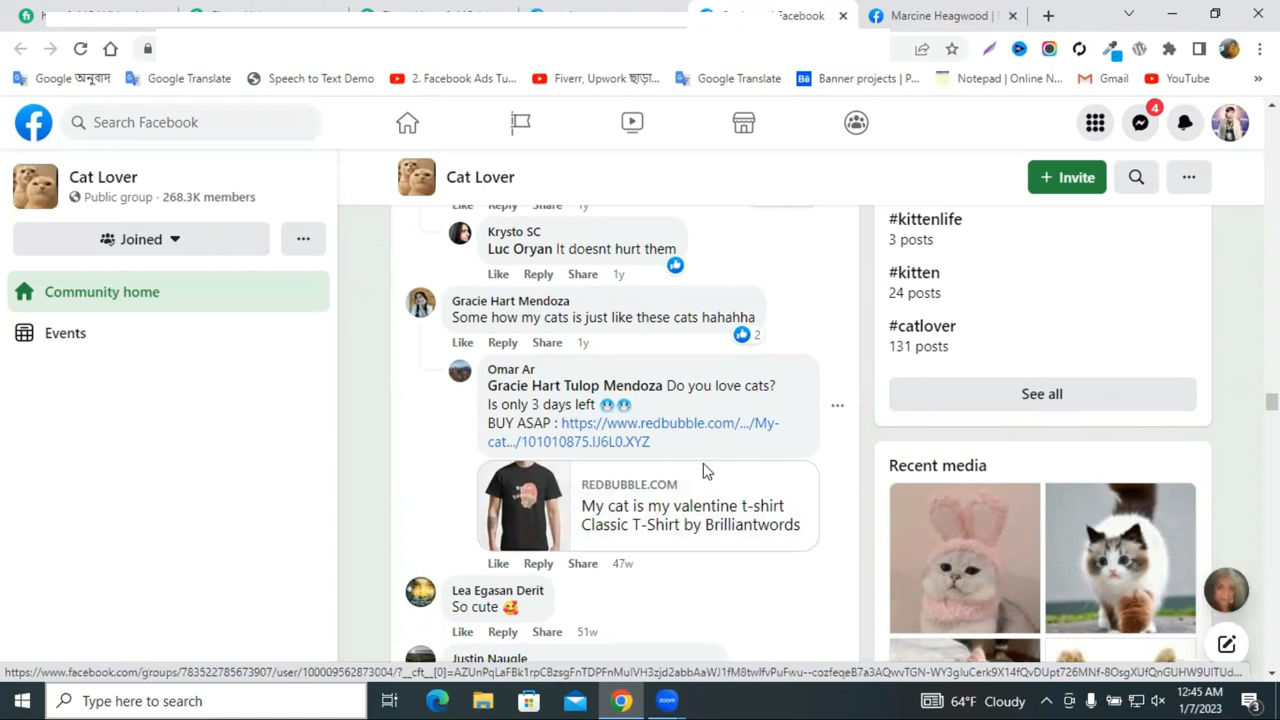 Facebook
Marcine Heagwood |
Google অনুবাদ
Google Translate
Speech to Text Demo
2. Facebook Ads Tu...
Fiverr, Upwork ছাড়া...
Google Translate
Banner projects | P...
Notepad | Online N...
Gmail
YouTube
Search Facebook
4
Cat Lover
Public group · 268.3K members
Joined
Community home
Events
Cat Lover
+ Invite
Like Reply Share 1y
Krysto SC
Luc Oryan It doesnt hurt them
Like Reply Share 1y
Gracie Hart Mendoza
Some how my cats is just like these cats hahahha
2
Like Reply Share 1y
Omar Ar
Gracie Hart Tulop Mendoza Do you love cats?
Is only 3 days left 🥶🥶
BUY ASAP : https://www.redbubble.com/.../My-
cat.../101010875.IJ6L0.XYZ
REDBUBBLE.COM
My cat is my valentine t-shirt
Classic T-Shirt by Brilliantwords
Like Reply Share 47w
Lea Egasan Derit
So cute 🥰
Like Reply Share 51w
Justin Naugle
#kittenlife
3 posts
#kitten
24 posts
#catlover
131 posts
See all
Recent media
Type here to search
zoom
64°F Cloudy
12:45 AM
1/7/2023
3